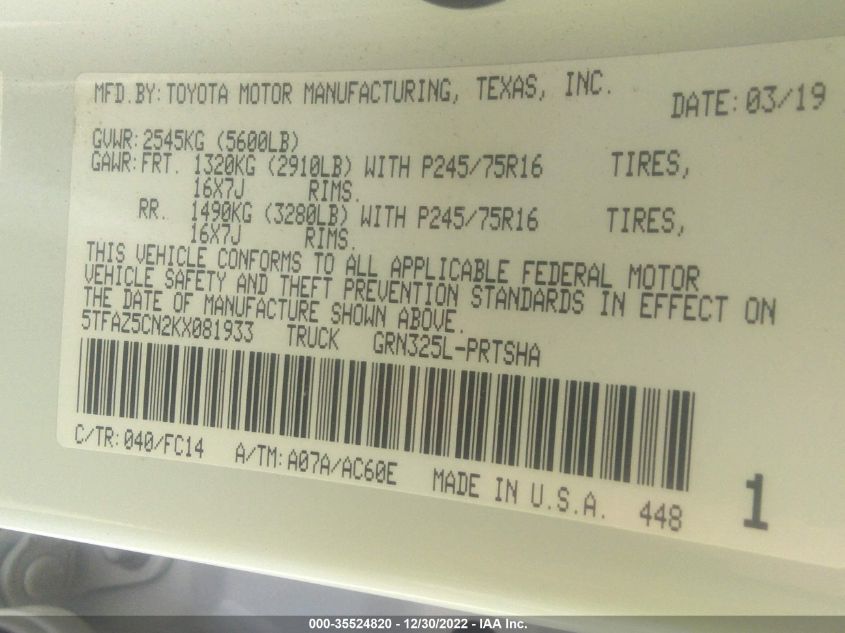 MFD.BY:TOYOTA MOTOR MANUFACTURING, TEXAS, INC. DATE:03/19
GVWR:2545KG (5600LB)
GAWR:FRT. 1320KG (2910LB) WITH P245/75R16 TIRES,
16X7J RIMS.
RR. 1490KG (3280LB) WITH P245/75R16 TIRES,
16X7J RIMS.
THIS VEHICLE CONFORMS TO ALL APPLICABLE FEDERAL MOTOR
VEHICLE SAFETY AND THEFT PREVENTION STANDARDS IN EFFECT ON
THE DATE OF MANUFACTURE SHOWN ABOVE.
5TFAZ5CN2KX081933 TRUCK GRN325L-PRTSHA
C/TR:040/FC14 A/TM:A07A/AC60E MADE IN U.S.A. 448 1
000-35524820 - 12/30/2022 - IAA Inc.